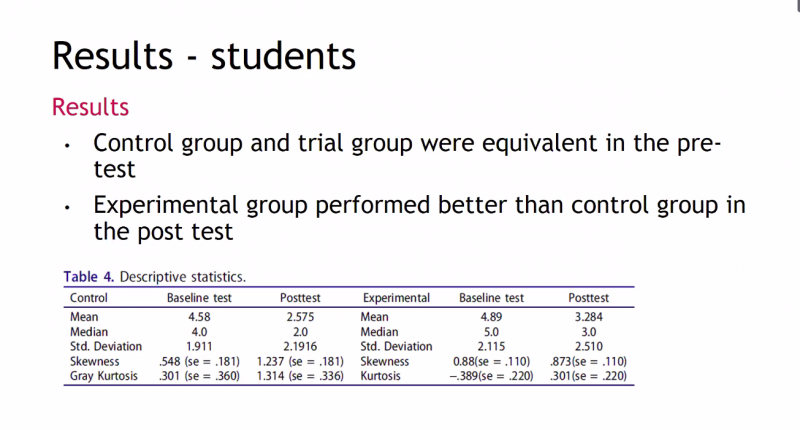 Results - students
Results
• Control group and trial group were equivalent in the pre-
test
• Experimental group performed better than control group in
the post test
Table 4. Descriptive statistics.
Control Baseline test Posttest Experimental Baseline test Posttest
Mean 4.58 2.575 Mean 4.89 3.284
Median 4.0 2.0 Median 5.0 3.0
Std. Deviation 1.911 2.1916 Std. Deviation 2.115 2.510
Skewness .548 (se = .181) 1.237 (se = .181) Skewness 0.88(se = .110) .873(se = .110)
Gray Kurtosis .301 (se = .360) 1.314 (se = .336) Kurtosis −.389(se = .220) .301(se = .220)